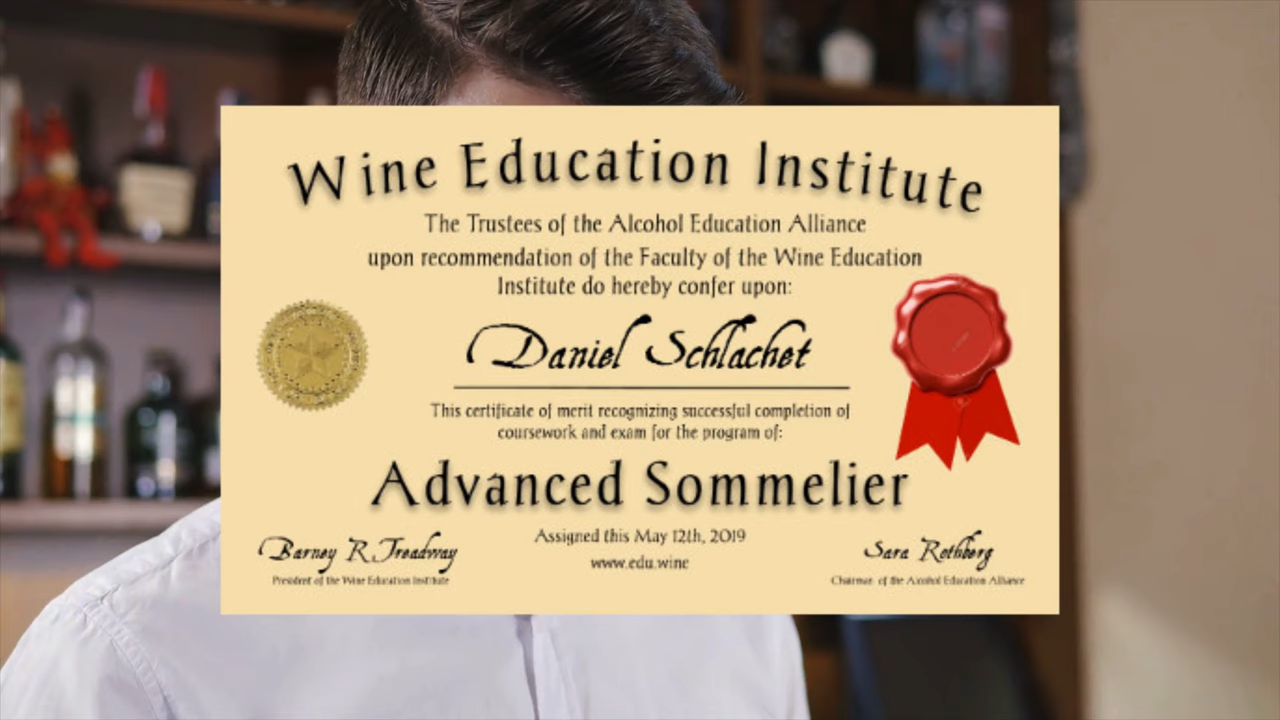 Wine Education Institute
The Trustees of the Alcohol Education Alliance
upon recommendation of the Faculty of the Wine Education
Institute do hereby confer upon:
Daniel Schlachet
This certificate of merit recognizing successful completion of
coursework and exam for the program of:
Advanced Sommelier
Assigned this May 12th, 2019
www.edu.wine
Barney R Treadway
President of the Wine Education Institute
Sara Rothberg
Chairman of the Alcohol Education Alliance